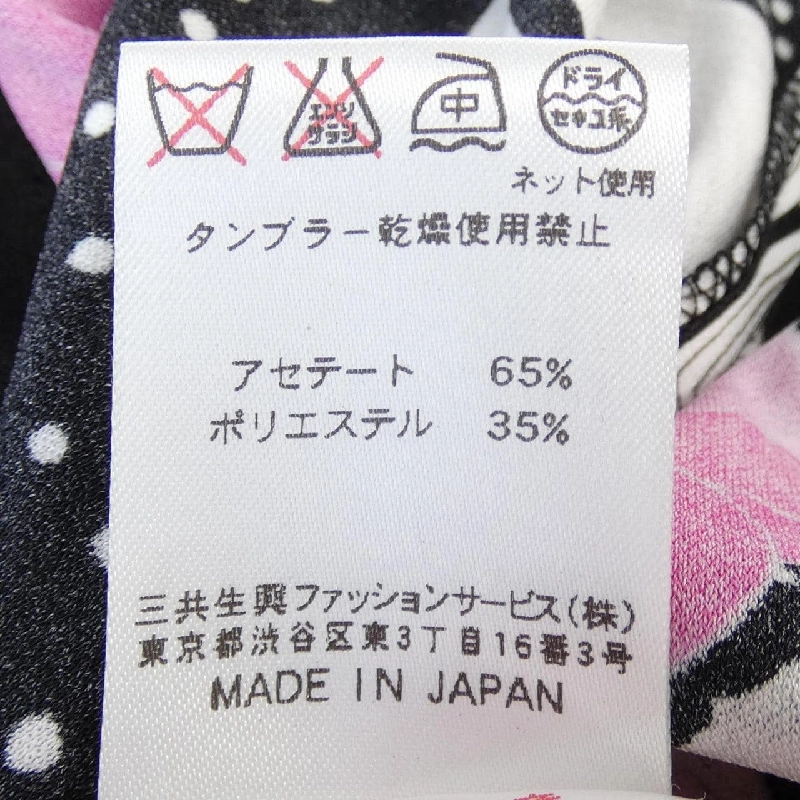 エンソ
サラシ
中
ドライ
セキユ系
ネット使用
タンブラー乾燥使用禁止
アセテート 65%
ポリエステル 35%
三共生興ファッションサービス(株)
東京都渋谷区東3丁目16番3号
MADE IN JAPAN